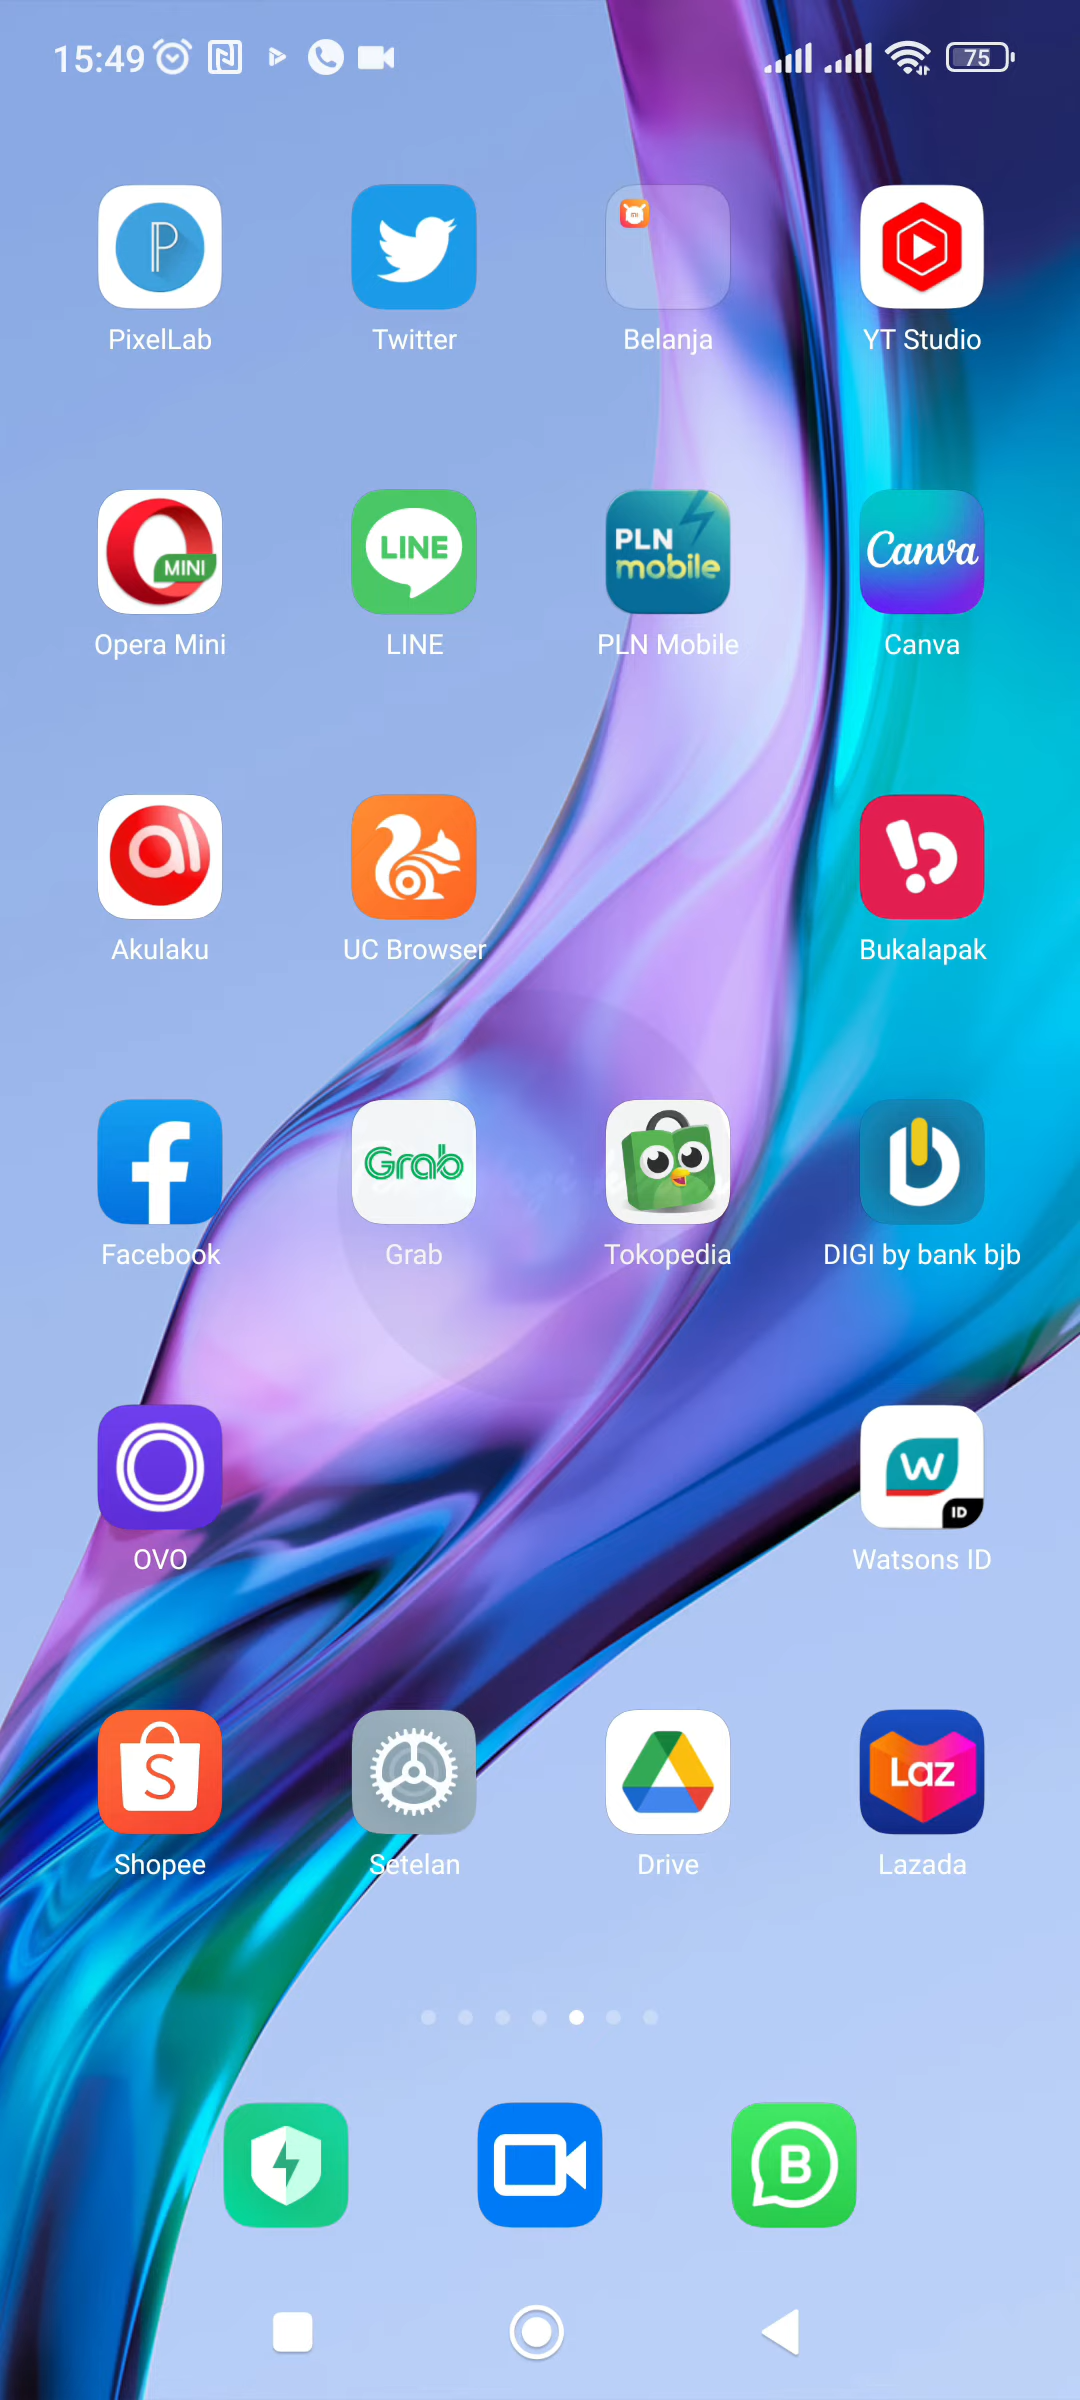 15:49
75
PixelLab
Twitter
mi
Belanja
YT Studio
MINI
LINE
PLN
mobile
Canva
Opera Mini
LINE
PLN Mobile
Canva
Akulaku
UC Browser
Bukalapak
Grab
Facebook
Grab
Tokopedia
DIGI by bank bjb
W
ID
OVO
Watsons ID
S
Laz
Shopee
Setelan
Drive
Lazada
B